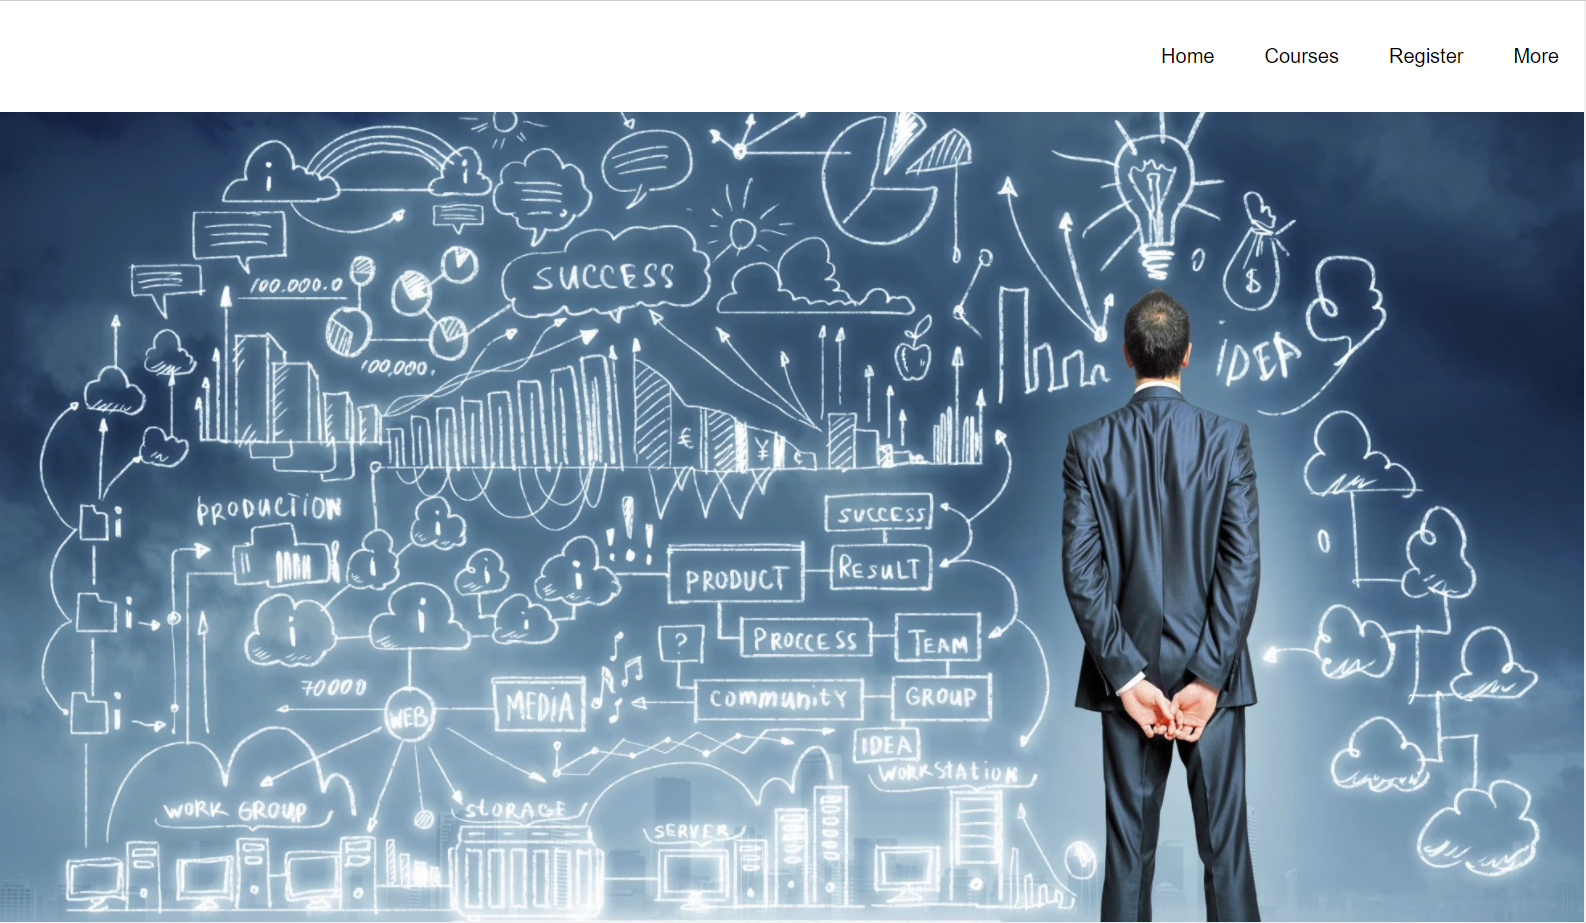 Home Courses Register More
i i
SUCCESS
$
100.000.0
100,000.
iDEA
£ ¥ €
PRODUCTION
i
i
SUCCESS
! ! !
i
i
i
RESULT
PRODUCT
i
i
i
i
PROCCESS
TEAM
?
70000
COMMUNITY
GROUP
MEDIA
i
WEB
IDEA
WORKSTATION
WORK GROUP
STORAGE
SERVER